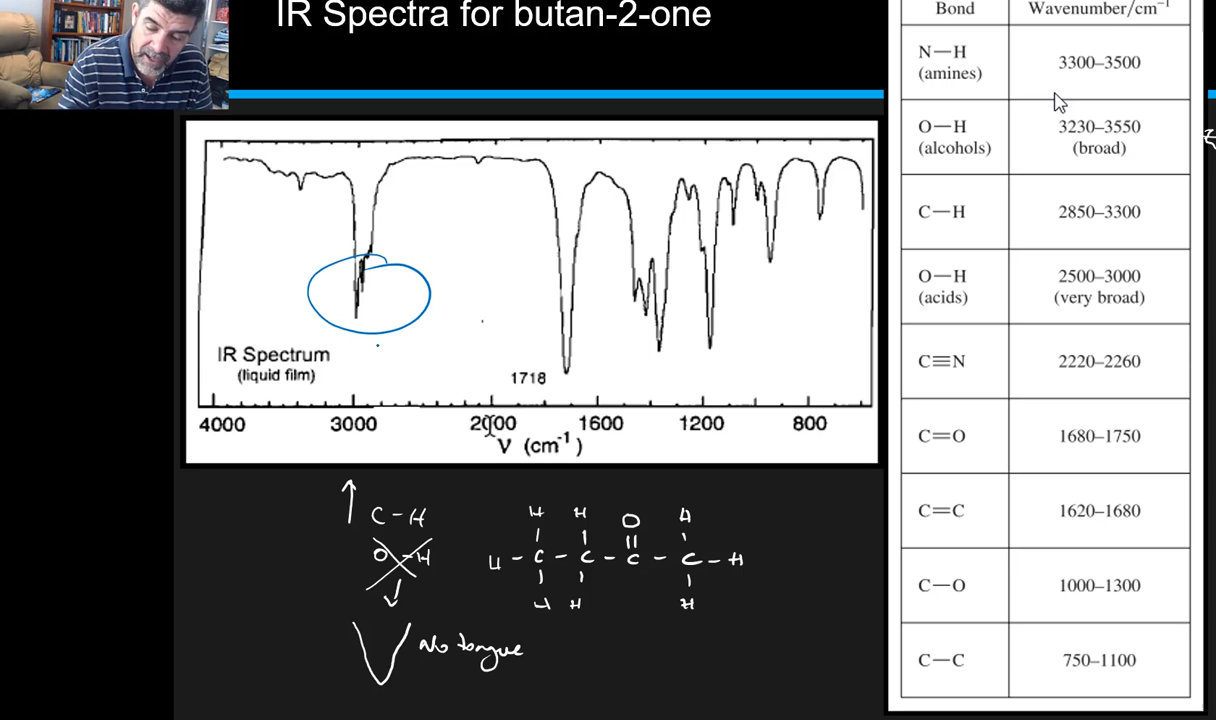 IR Spectra for butan-2-one
Bond Wavenumber/cm⁻¹
N—H (amines) 3300–3500
O—H (alcohols) 3230–3550 (broad)
C—H 2850–3300
O—H (acids) 2500–3000 (very broad)
C≡N 2220–2260
C=O 1680–1750
C=C 1620–1680
C—O 1000–1300
C—C 750–1100
IR Spectrum
(liquid film)
1718
4000 3000 2000 1600 1200 800
ν (cm⁻¹)
C-H
O-H
No tongue
H H O H
H - C - C - C - C - H
H H H